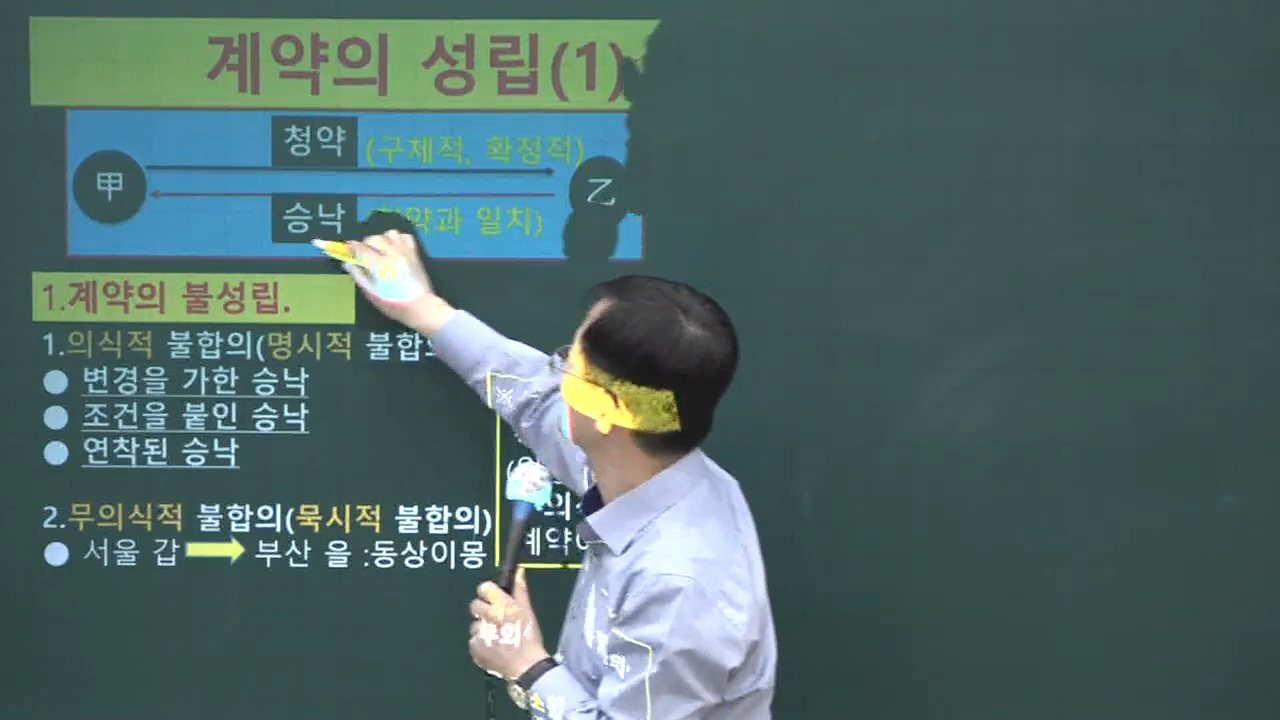 계약의 성립(1)
청약 (구체적, 확정적)
甲
乙
승낙 약과 일치)
1.계약의 불성립.
1.의식적 불합의(명시적
● 변경을 가한 승낙
● 조건을 붙인 승낙
● 연착된 승낙
※
2.무의식적 불합의(묵시적 불합의)
● 서울 갑 부산 을 :동상이몽